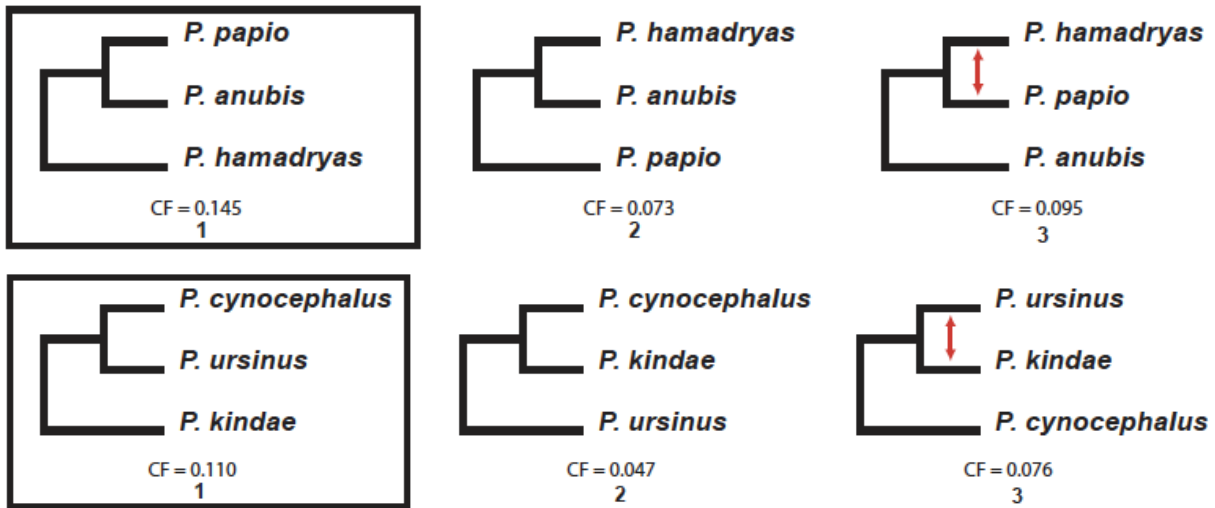 P. papio
P. anubis
P. hamadryas
CF = 0.145
1
P. hamadryas
P. anubis
P. papio
CF = 0.073
2
P. hamadryas
P. papio
P. anubis
CF = 0.095
3
P. cynocephalus
P. ursinus
P. kindae
CF = 0.110
1
P. cynocephalus
P. kindae
P. ursinus
CF = 0.047
2
P. ursinus
P. kindae
P. cynocephalus
CF = 0.076
3